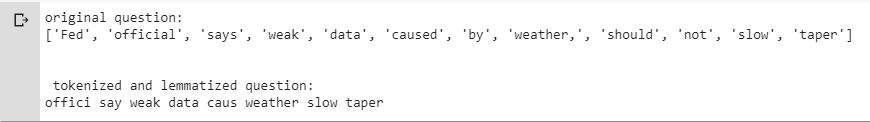 original question:
['Fed', 'official', 'says', 'weak', 'data', 'caused', 'by', 'weather,', 'should', 'not', 'slow', 'taper']
tokenized and lemmatized question:
offici say weak data caus weather slow taper